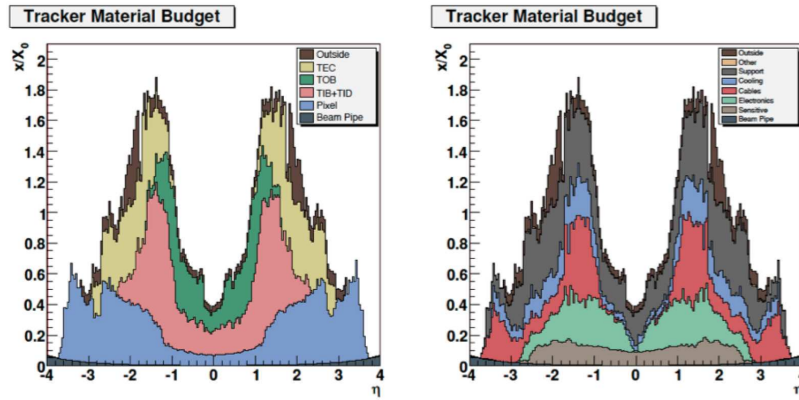 Tracker Material Budget
x/X0
2
1.8
1.6
1.4
1.2
1
0.8
0.6
0.4
0.2
0
Outside
TEC
TOB
TIB+TID
Pixel
Beam Pipe
-4 -3 -2 -1 0 1 2 3 4
η
Tracker Material Budget
x/X0
2
1.8
1.6
1.4
1.2
1
0.8
0.6
0.4
0.2
0
Outside
Other
Support
Cooling
Cables
Electronics
Sensitive
Beam Pipe
-4 -3 -2 -1 0 1 2 3 4
η